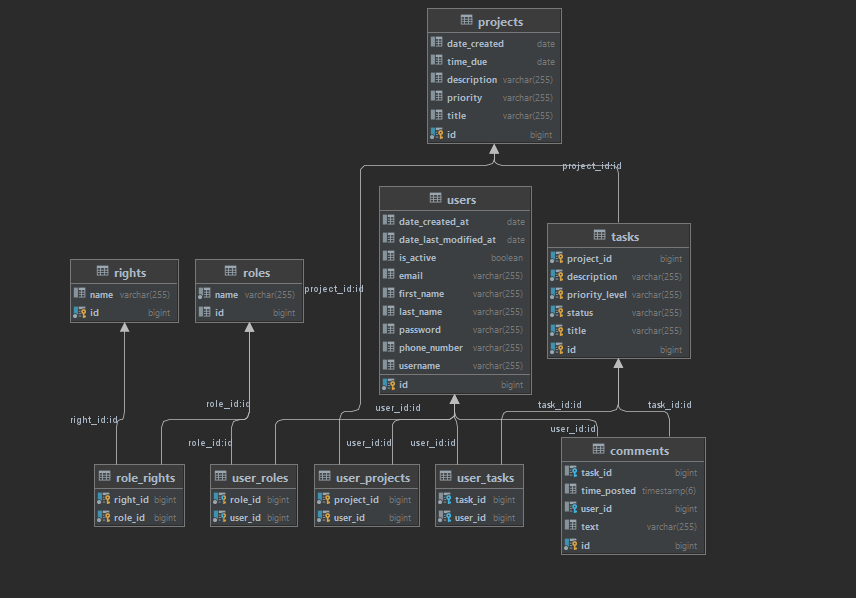 projects
date_created date
time_due date
description varchar(255)
priority varchar(255)
title varchar(255)
id bigint
project_id:id
users
date_created_at date
date_last_modified_at date
is_active boolean
email varchar(255)
first_name varchar(255)
last_name varchar(255)
password varchar(255)
phone_number varchar(255)
username varchar(255)
id bigint
tasks
project_id bigint
description varchar(255)
priority_level varchar(255)
status varchar(255)
title varchar(255)
id bigint
rights
name varchar(255)
id bigint
roles
name varchar(255)
id bigint
project_id:id
right_id:id
role_id:id
role_id:id
user_id:id
user_id:id
user_id:id
task_id:id
task_id:id
user_id:id
role_rights
right_id bigint
role_id bigint
user_roles
role_id bigint
user_id bigint
user_projects
project_id bigint
user_id bigint
user_tasks
task_id bigint
user_id bigint
comments
task_id bigint
time_posted timestamp(6)
user_id bigint
text varchar(255)
id bigint